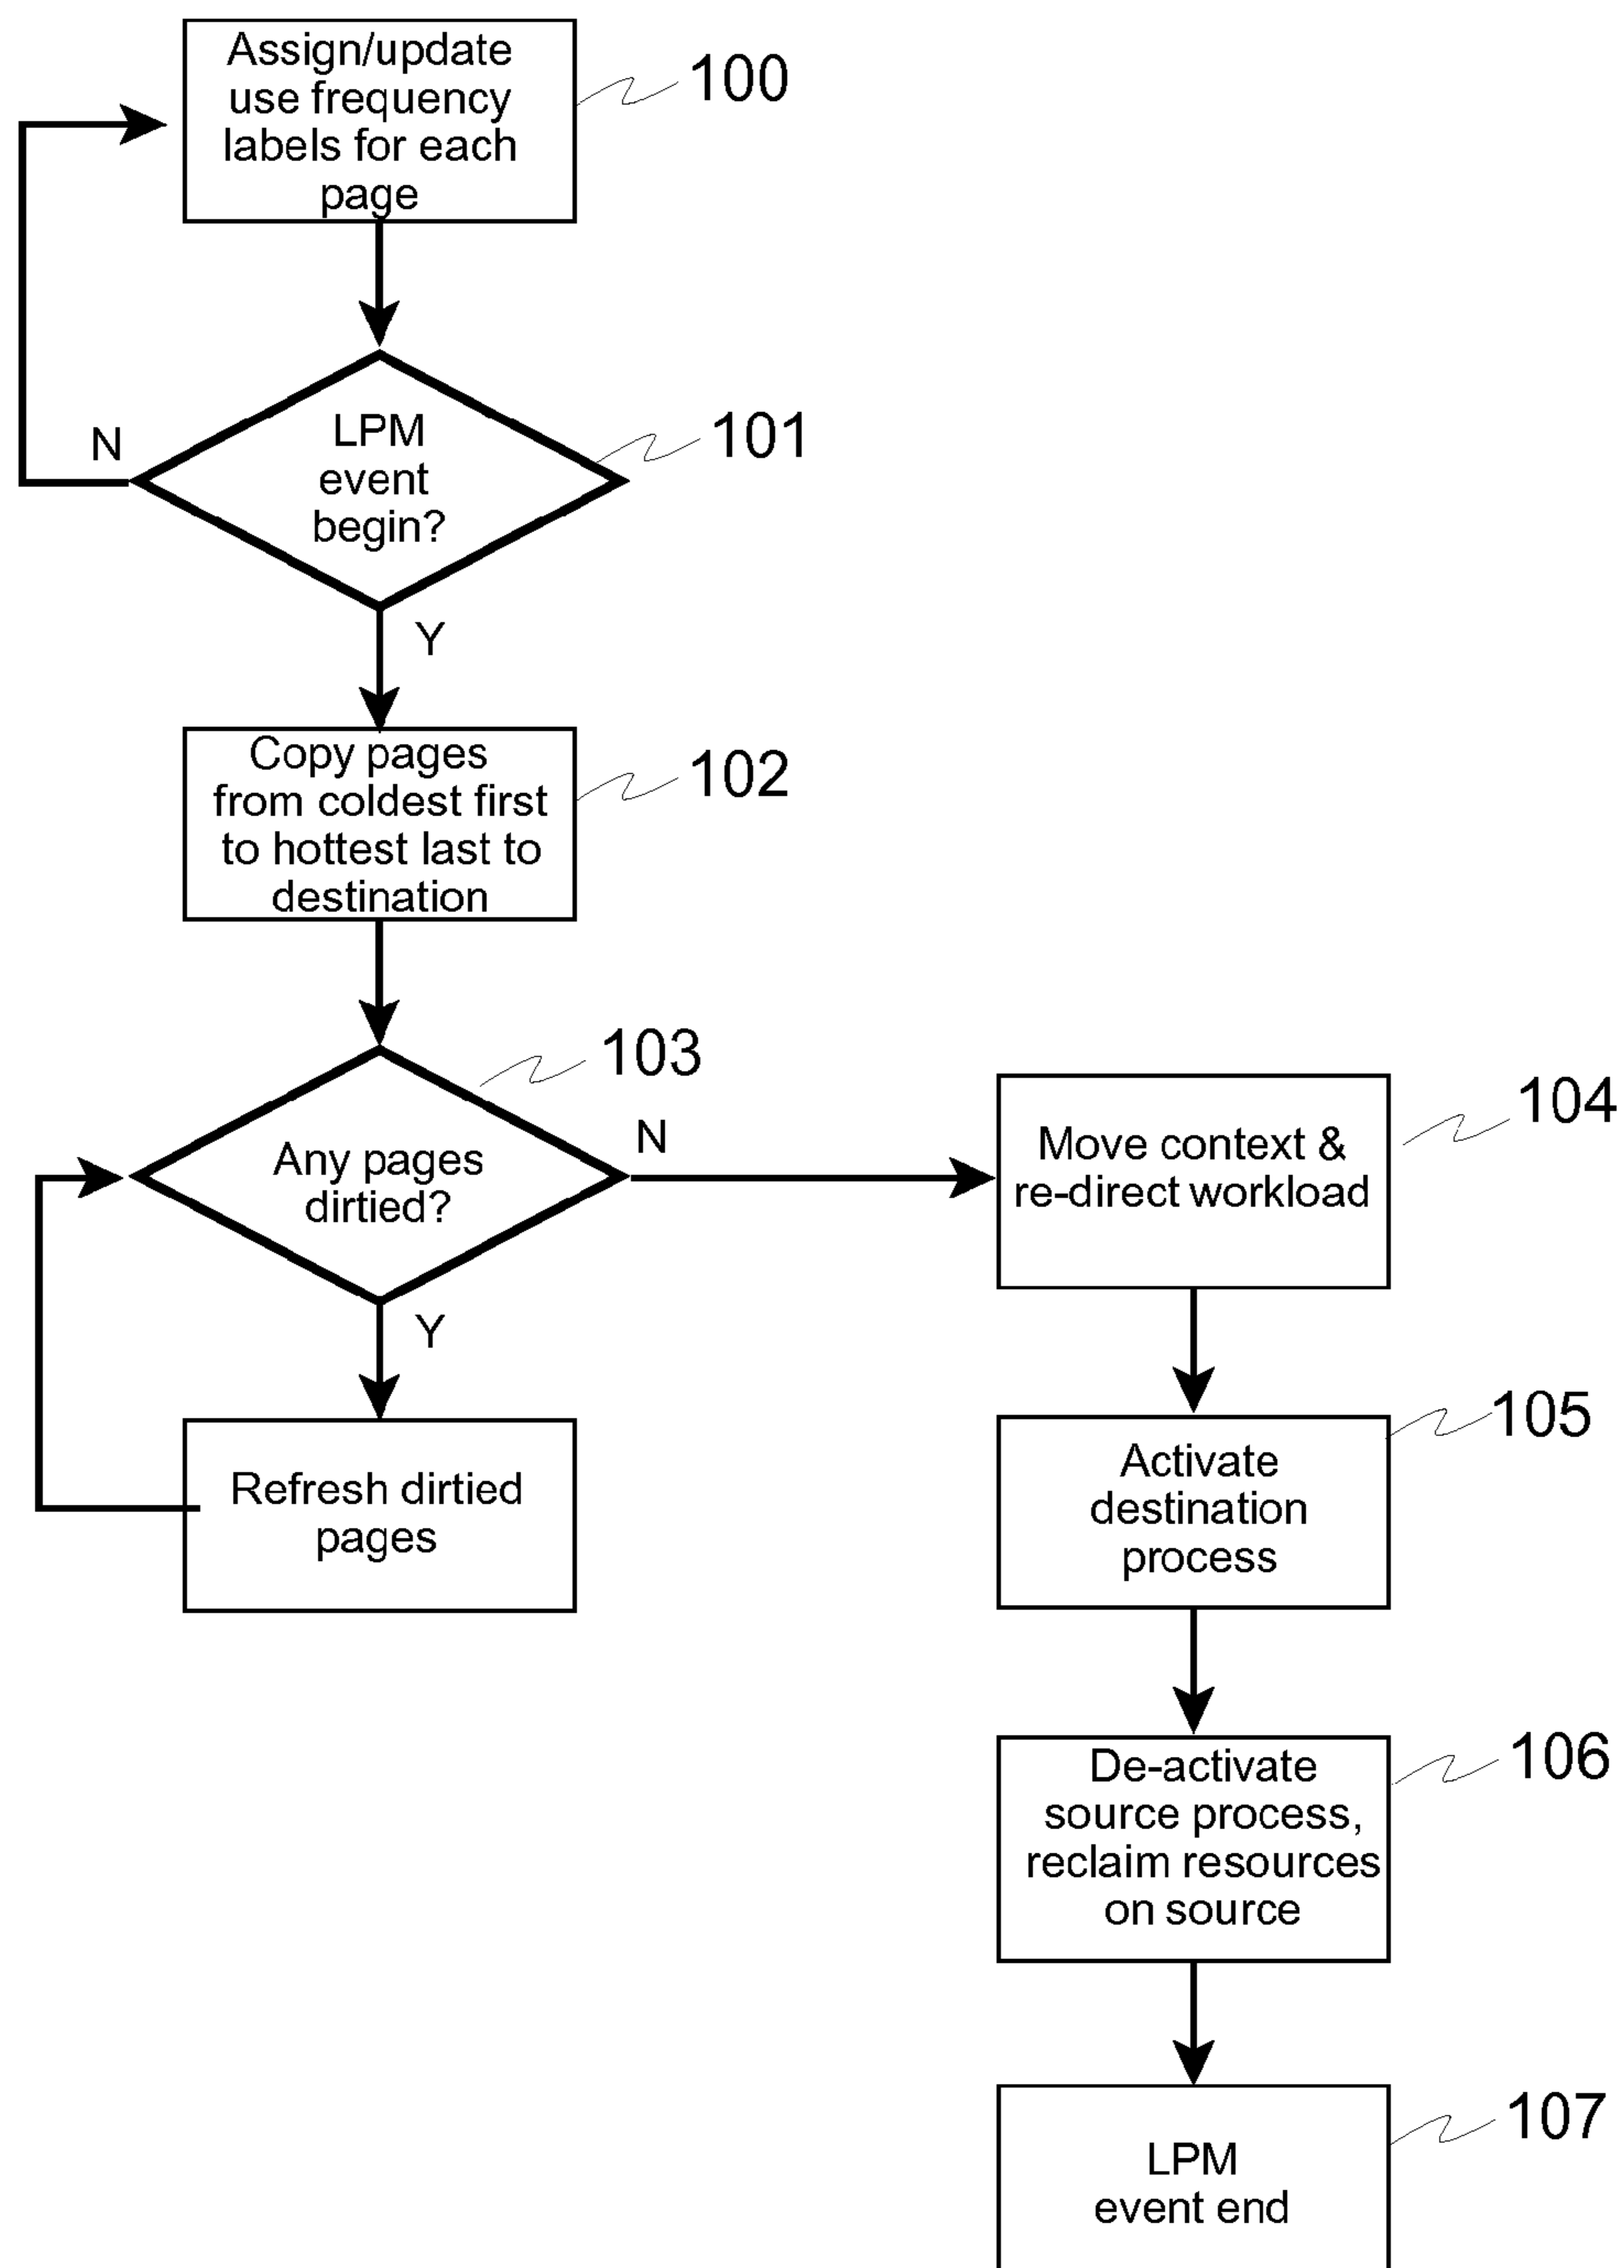 Assign/update
use frequency
labels for each
page
100
LPM
event
begin?
101
N
Y
Copy pages
from coldest first
to hottest last to
destination
102
Any pages
dirtied?
103
N
Y
Refresh dirtied
pages
Move context &
re-direct workload
104
Activate
destination
process
105
De-activate
source process,
reclaim resources
on source
106
LPM
event end
107